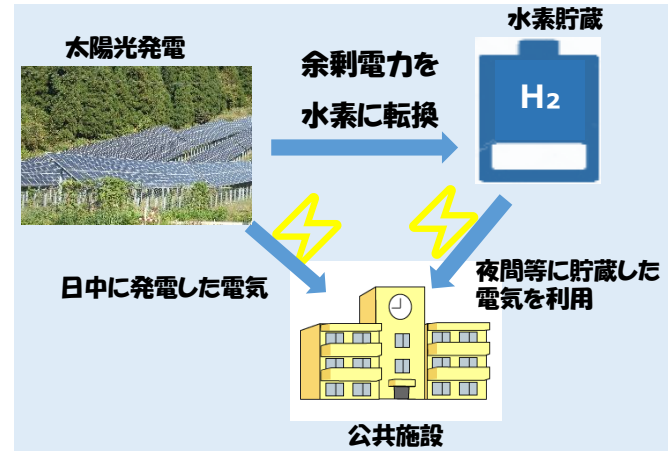 太陽光発電
余剰電力を
水素に転換
水素貯蔵
H₂
日中に発電した電気
夜間等に貯蔵した
電気を利用
公共施設